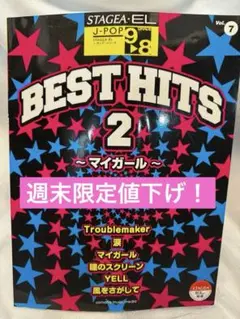 STAGEA・EL
J-POP
9-8
Vol. 7
BEST HITS
2
～マイガール～
週末限定値下げ！
Troublemaker
涙
マイガール
瞳のスクリーン
YELL
風をさがして
STAGEA